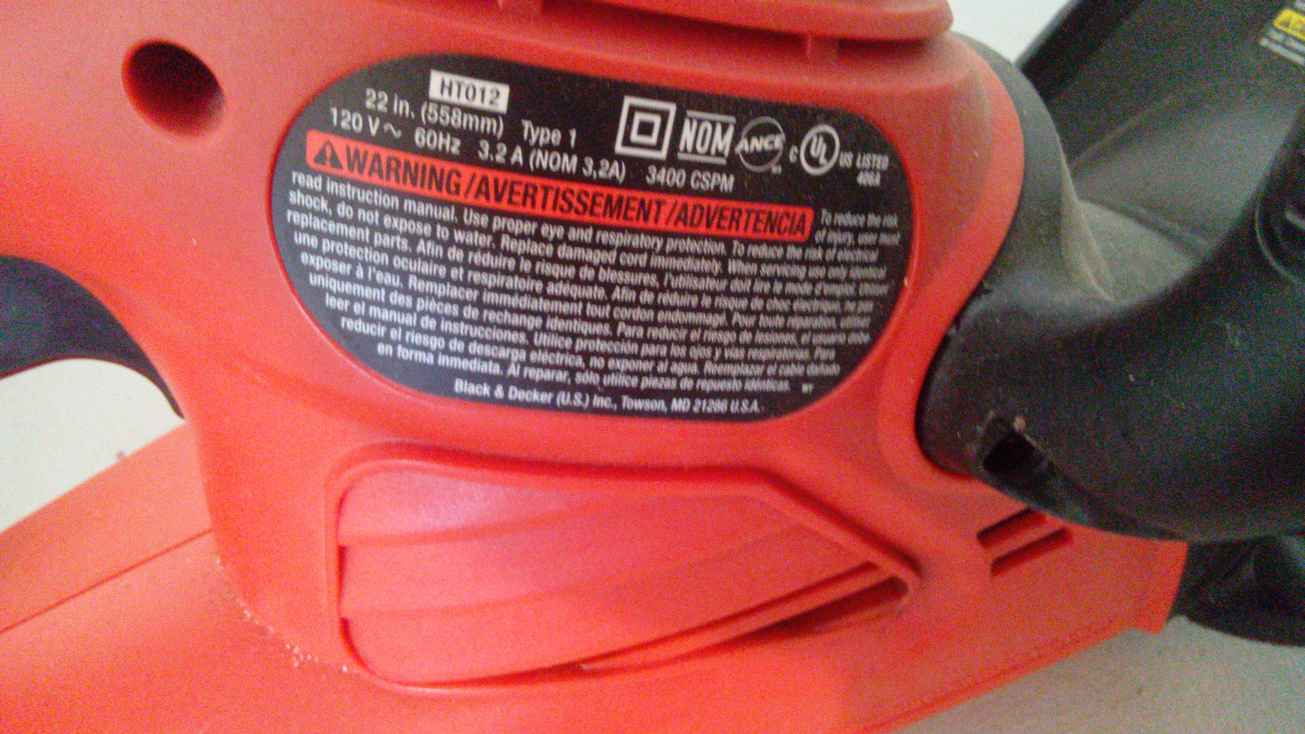 HT012
22 in. (558mm) Type 1
120 V~ 60Hz 3.2 A (NOM 3,2A) 3400 CSPM
NOM ANCE C UL US LISTED
406A
WARNING/AVERTISSEMENT/ADVERTENCIA To reduce the risk of injury, user must
read instruction manual. Use proper eye and respiratory protection. To reduce the risk of electrical
shock, do not expose to water. Replace damaged cord immediately. When servicing use only identical
replacement parts. Afin de réduire le risque de blessures, l'utilisateur doit lire le mode d'emploi,
une protection oculaire et respiratoire adéquate. Afin de réduire le risque de choc électrique, ne pas
exposer à l'eau. Remplacer immédiatement tout cordon endommagé. Pour toute réparation, utiliser
uniquement des pièces de rechange identiques. Para reducir el riesgo de lesiones, el usuario debe
leer el manual de instrucciones. Utilice protección para los ojos y vías respiratorias. Para
reducir el riesgo de descarga eléctrica, no exponer al agua. Reemplazar el cable dañado
en forma inmediata. Al reparar, sólo utilice piezas de repuesto idénticas.
Black & Decker (U.S.) Inc., Towson, MD 21286 U.S.A.